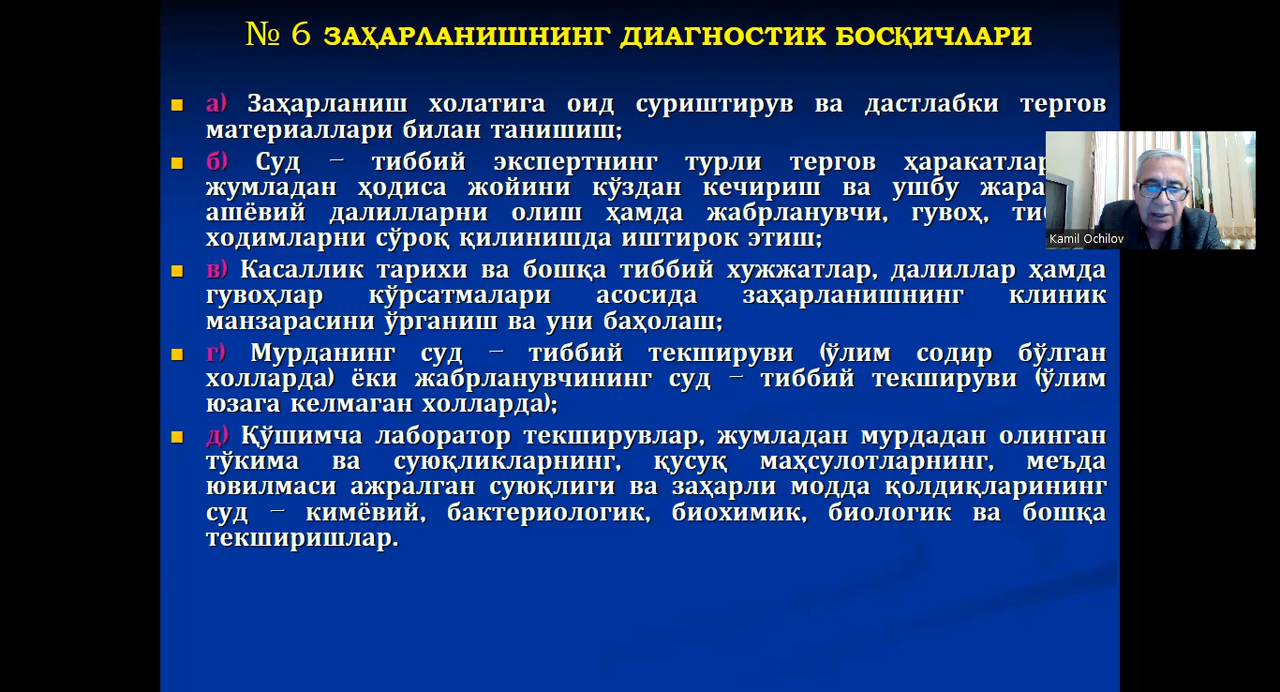 № 6 ЗАҲАРЛАНИШНИНГ ДИАГНОСТИК БОСҚИЧЛАРИ
а) Заҳарланиш холатига оид суриштирув ва дастлабки тергов
материаллари билан танишиш;
б) Суд – тиббий экспертнинг турли тергов ҳаракатлар
жумладан ҳодиса жойини кўздан кечириш ва ушбу
ашёвий далилларни олиш ҳамда жабрланувчи, гувоҳ,
ходимларни сўроқ қилинишда иштирок этиш;
в) Касаллик тарихи ва бошқа тиббий хужжатлар, далиллар ҳамда
гувоҳлар кўрсатмалари асосида заҳарланишнинг клиник
манзарасини ўрганиш ва уни баҳолаш;
г) Мурданинг суд – тиббий текшируви (ўлим содир бўлган
холларда) ёки жабрланувчининг суд – тиббий текшируви (ўлим
юзага келмаган холларда);
д) Қўшимча лаборатор текширувлар, жумладан мурдадан олинган
тўкима ва суюқликларнинг, қусуқ маҳсулотларнинг, меъда
ювилмаси ажралган суюқлиги ва заҳарли модда қолдиқларининг
суд – кимёвий, бактериологик, биохимик, биологик ва бошқа
текширишлар.
Kamil Ochilov